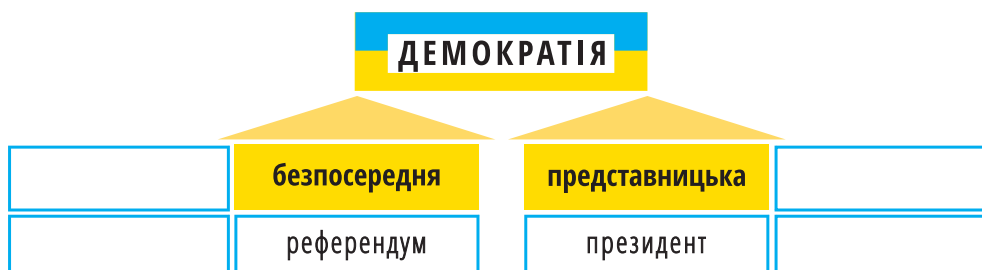 ДЕМОКРАТІЯ
безпосередня представницька
референдум президент